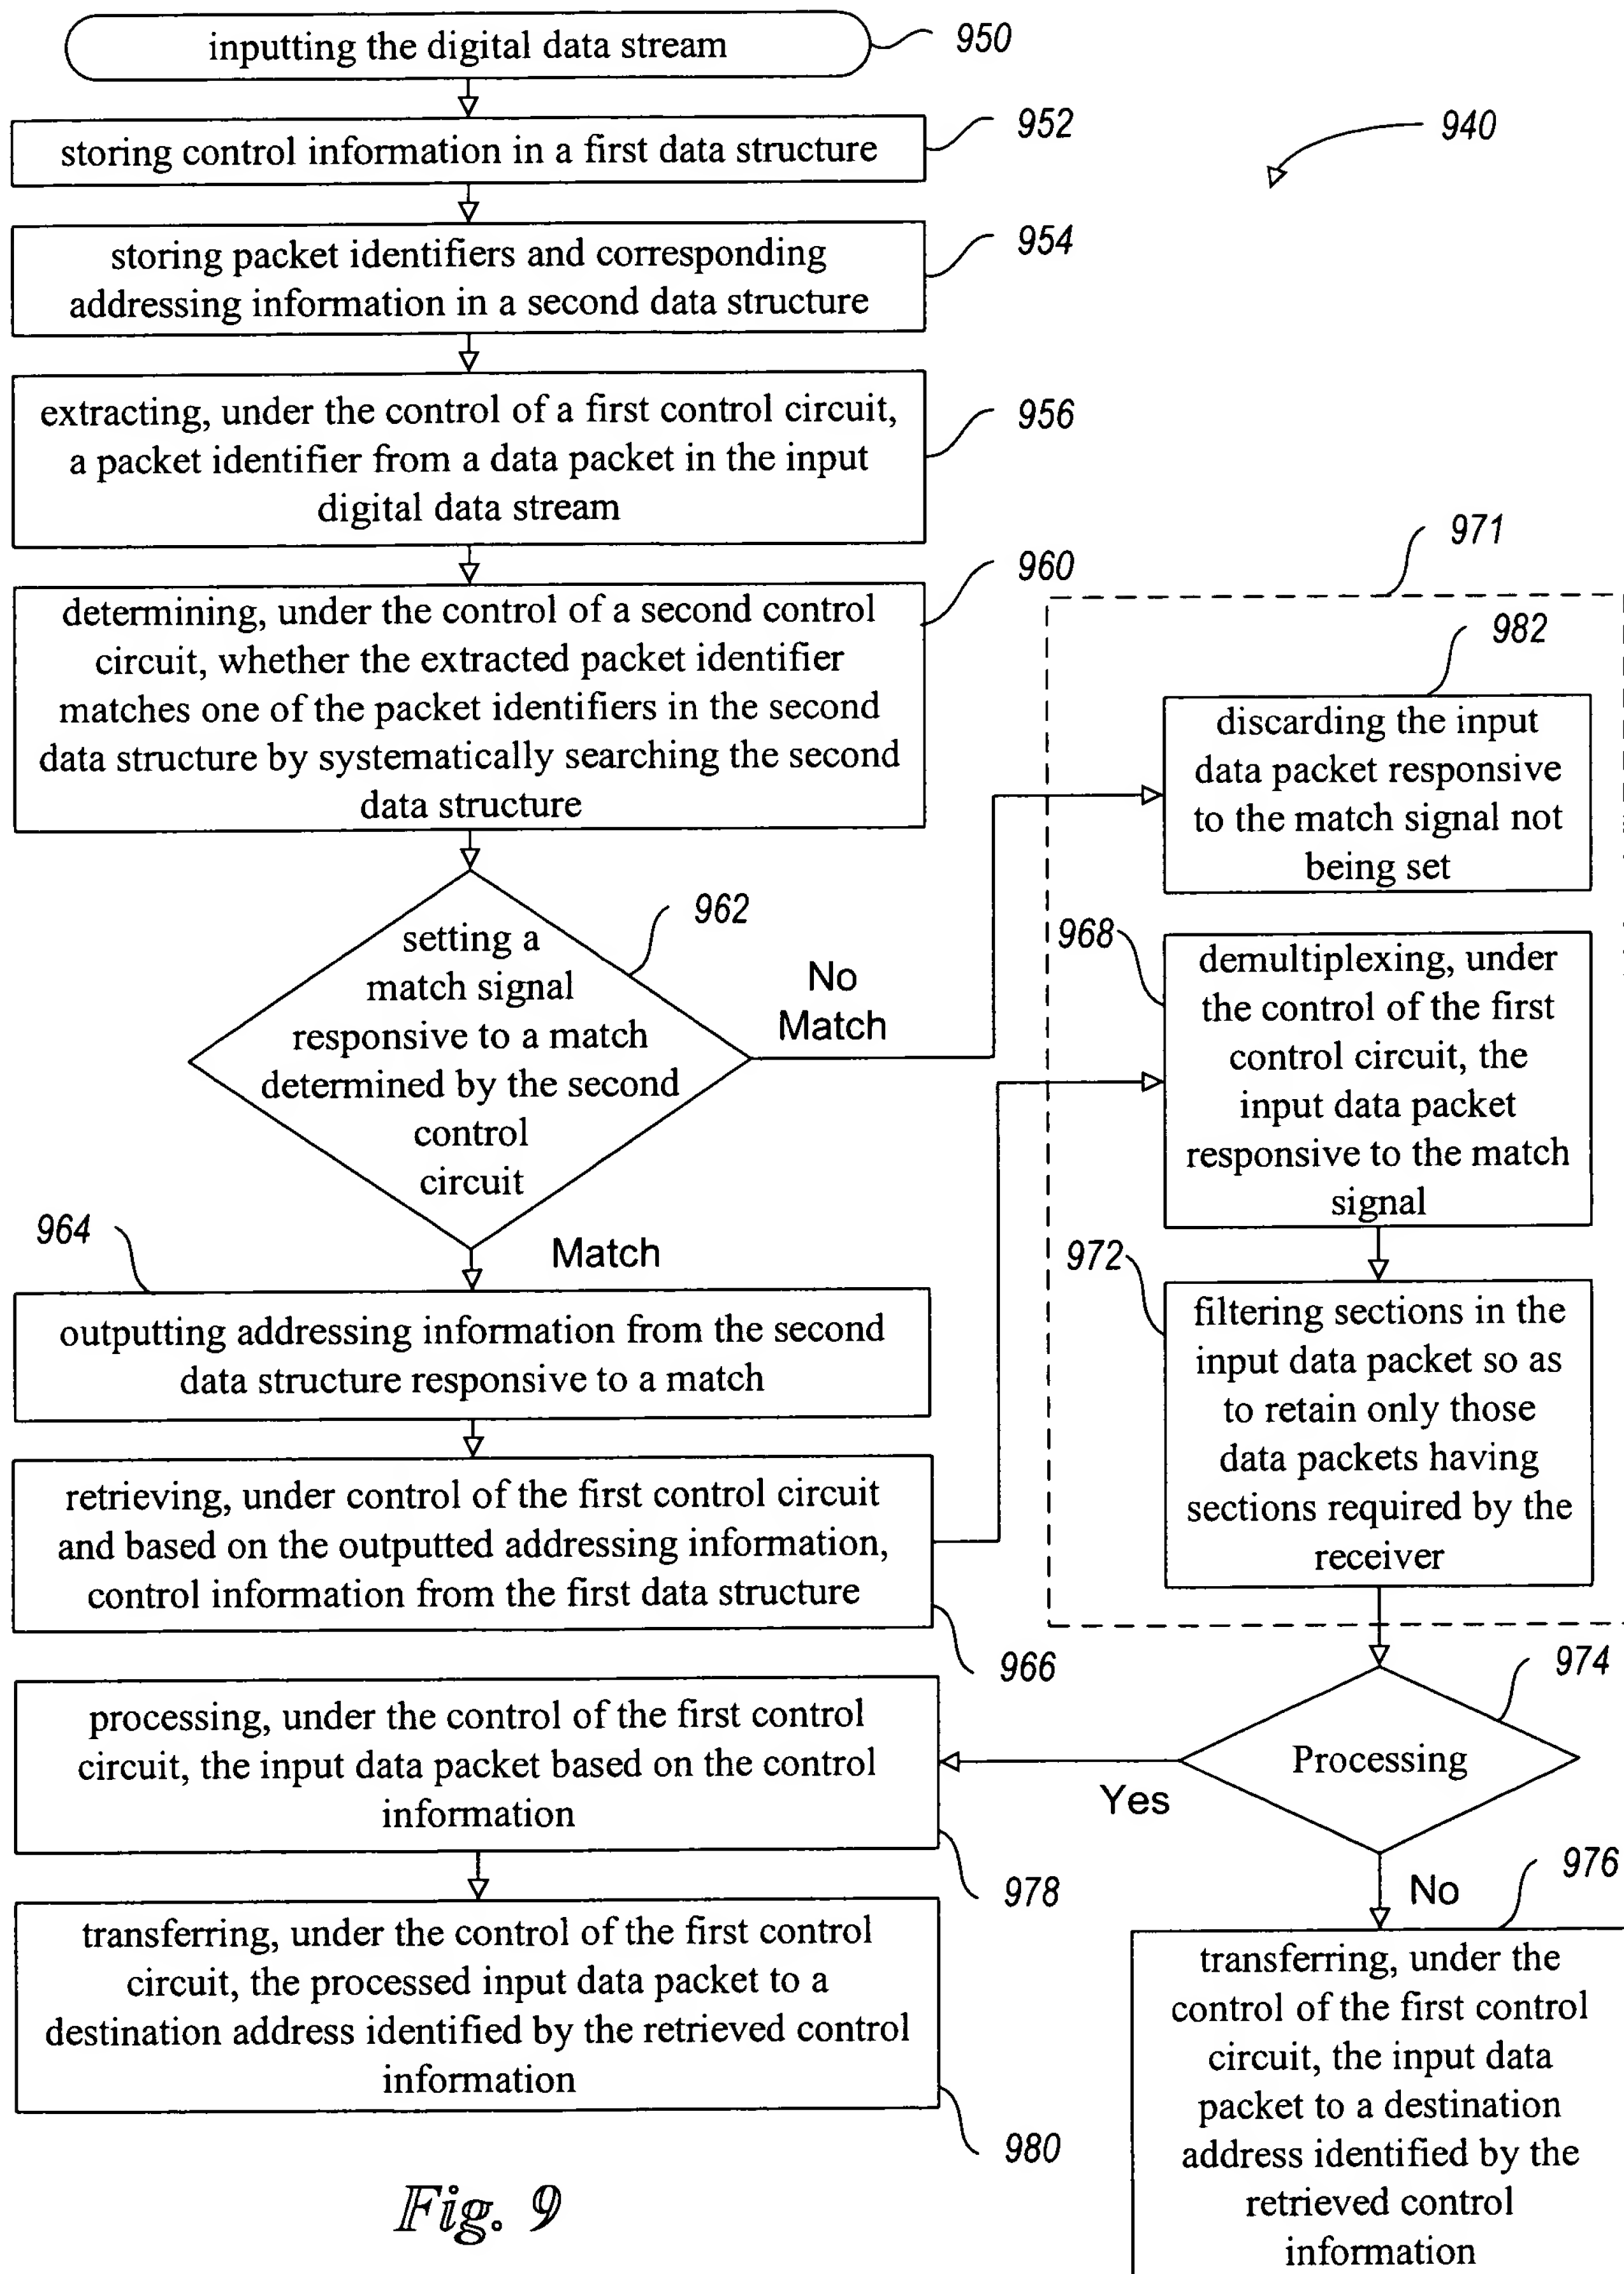 inputting the digital data stream
950
storing control information in a first data structure
952
940
storing packet identifiers and corresponding
addressing information in a second data structure
954
extracting, under the control of a first control circuit,
a packet identifier from a data packet in the input
digital data stream
956
determining, under the control of a second control
circuit, whether the extracted packet identifier
matches one of the packet identifiers in the second
data structure by systematically searching the second
data structure
960
971
982
discarding the input
data packet responsive
to the match signal not
being set
setting a
match signal
responsive to a match
determined by the second
control
circuit
962
No
Match
968
demultiplexing, under
the control of the first
control circuit, the
input data packet
responsive to the match
signal
964
Match
outputting addressing information from the second
data structure responsive to a match
972
filtering sections in the
input data packet so as
to retain only those
data packets having
sections required by the
receiver
retrieving, under control of the first control circuit
and based on the outputted addressing information,
control information from the first data structure
966
974
Processing
Yes
No
processing, under the control of the first control
circuit, the input data packet based on the control
information
978
976
transferring, under the control of the first control
circuit, the processed input data packet to a
destination address identified by the retrieved control
information
980
transferring, under the
control of the first control
circuit, the input data
packet to a destination
address identified by the
retrieved control
information
Fig. 9